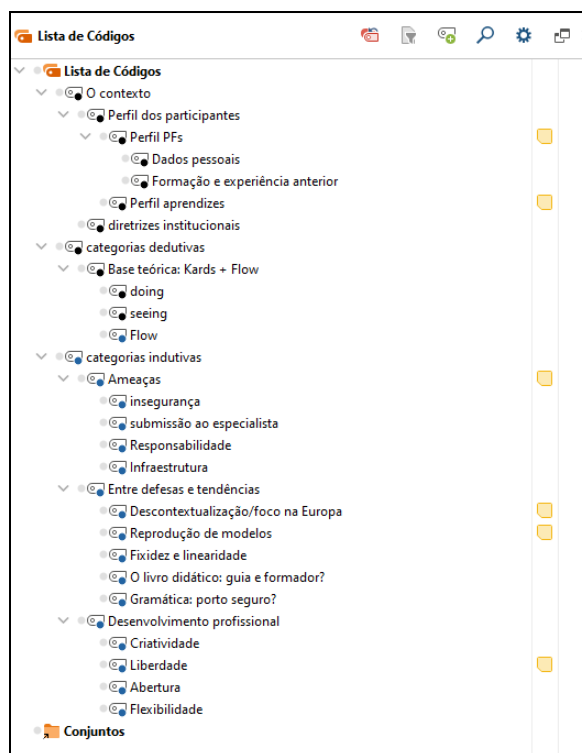 Lista de Códigos
Lista de Códigos
O contexto
Perfil dos participantes
Perfil PFs
Dados pessoais
Formação e experiência anterior
Perfil aprendizes
diretrizes institucionais
categorias dedutivas
Base teórica: Kards + Flow
doing
seeing
Flow
categorias indutivas
Ameaças
insegurança
submissão ao especialista
Responsabilidade
Infraestrutura
Entre defesas e tendências
Descontextualização/foco na Europa
Reprodução de modelos
Fixidez e linearidade
O livro didático: guia e formador?
Gramática: porto seguro?
Desenvolvimento profissional
Criatividade
Liberdade
Abertura
Flexibilidade
Conjuntos